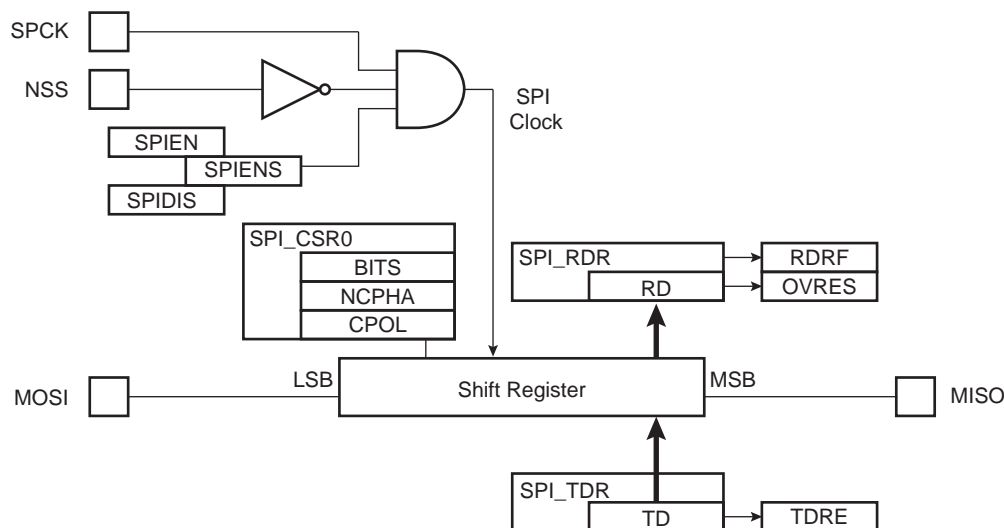 SPCK
NSS
SPI
Clock
SPIEN
SPIENS
SPIDIS
SPI_CSR0
BITS
NCPHA
CPOL
SPI_RDR
RD
RDRF
OVRES
MOSI
LSB
Shift Register
MSB
MISO
SPI_TDR
TD
TDRE